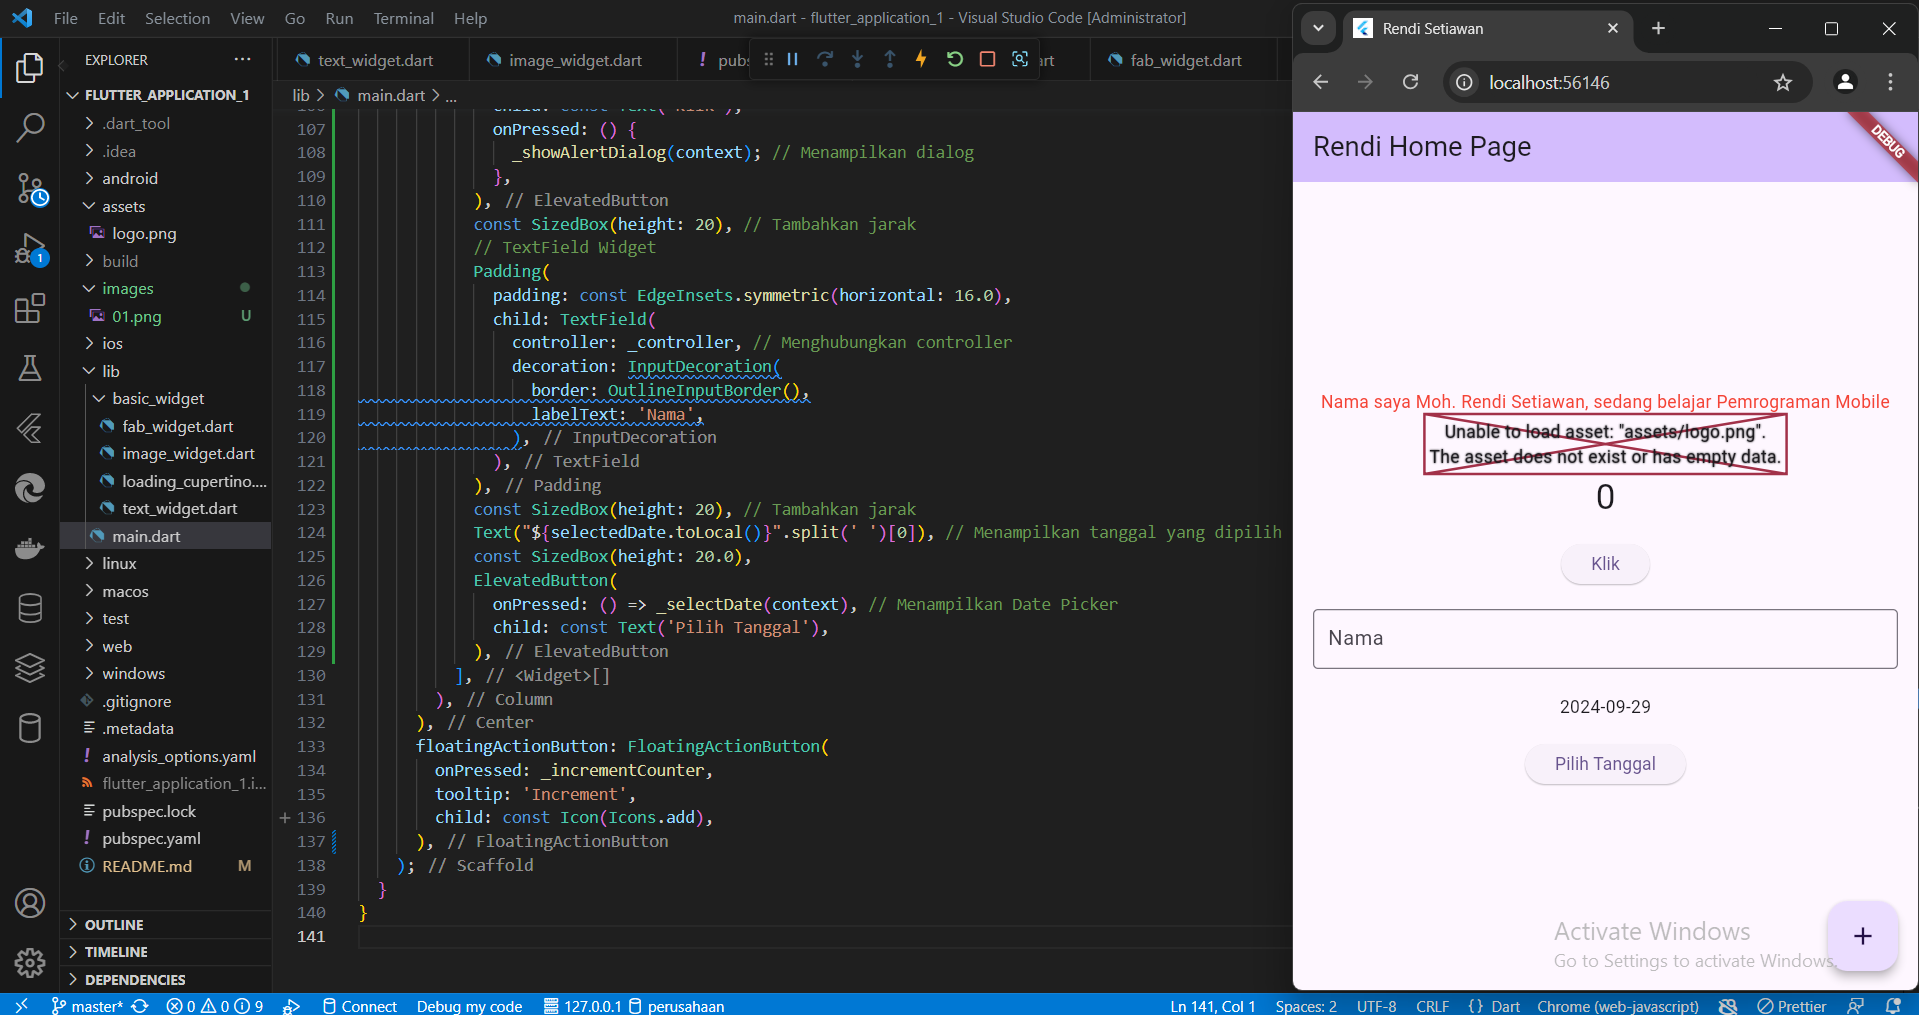 File Edit Selection View Go Run Terminal Help
main.dart - flutter_application_1 - Visual Studio Code [Administrator]
EXPLORER
FLUTTER_APPLICATION_1
.dart_tool
.idea
android
assets
logo.png
build
images
01.png U
ios
lib
basic_widget
fab_widget.dart
image_widget.dart
loading_cupertino....
text_widget.dart
main.dart
linux
macos
test
web
windows
.gitignore
.metadata
analysis_options.yaml
flutter_application_1.i...
pubspec.lock
pubspec.yaml
README.md M
OUTLINE
TIMELINE
DEPENDENCIES
1
text_widget.dart image_widget.dart ! pubs art fab_widget.dart
lib > main.dart > ...
106 child: const Text('Klik'),
107 onPressed: () {
108 _showAlertDialog(context); // Menampilkan dialog
109 },
110 ), // ElevatedButton
111 const SizedBox(height: 20), // Tambahkan jarak
112 // TextField Widget
113 Padding(
114 padding: const EdgeInsets.symmetric(horizontal: 16.0),
115 child: TextField(
116 controller: _controller, // Menghubungkan controller
117 decoration: InputDecoration(
118 border: OutlineInputBorder(),
119 labelText: 'Nama',
120 ), // InputDecoration
121 ), // TextField
122 ), // Padding
123 const SizedBox(height: 20), // Tambahkan jarak
124 Text("${selectedDate.toLocal()}".split(' ')[0]), // Menampilkan tanggal yang dipilih
125 const SizedBox(height: 20.0),
126 ElevatedButton(
127 onPressed: () => _selectDate(context), // Menampilkan Date Picker
128 child: const Text('Pilih Tanggal'),
129 ), // ElevatedButton
130 ], // <Widget>[]
131 ), // Column
132 ), // Center
133 floatingActionButton: FloatingActionButton(
134 onPressed: _incrementCounter,
135 tooltip: 'Increment',
136 child: const Icon(Icons.add),
137 ), // FloatingActionButton
138 ); // Scaffold
139 }
140 }
141
master* 0 0 9 Connect Debug my code 127.0.0.1 perusahaan Ln 141, Col 1 Spaces: 2 UTF-8 CRLF {} Dart Chrome (web-javascript) Prettier
Rendi Setiawan
localhost:56146
Rendi Home Page
DEBUG
Nama saya Moh. Rendi Setiawan, sedang belajar Pemrograman Mobile
Unable to load asset: "assets/logo.png".
The asset does not exist or has empty data.
0
Klik
Nama
2024-09-29
Pilih Tanggal
Activate Windows
Go to Settings to activate Windows.